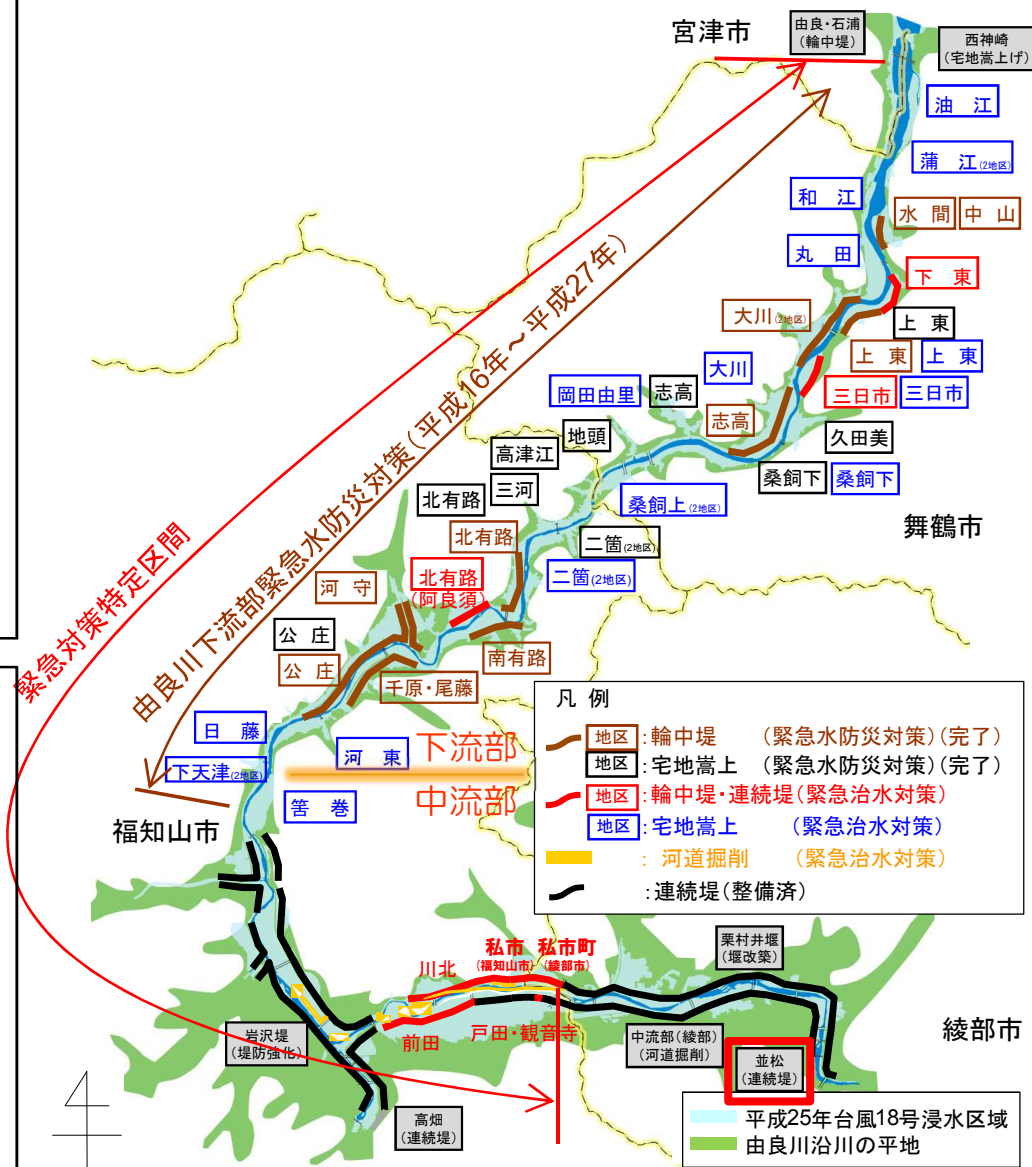 宮津市
由良・石浦
(輪中堤)
西神崎
(宅地嵩上げ)
油 江
蒲 江(2地区)
和 江
水 間
中 山
丸 田
下 東
大川(2地区)
上 東
上 東
上 東
大川
岡田由里
志高
三日市
三日市
志高
久田美
地頭
高津江
桑飼下
桑飼下
北有路
三河
桑飼上(2地区)
舞鶴市
北有路
二箇(2地区)
二箇(2地区)
河 守
北有路
(阿良須)
公 庄
公 庄
南有路
千原・尾藤
緊急対策特定区間
由良川下流部緊急水防災対策(平成16年～平成27年)
日 藤
河 東
下流部
下天津(2地区)
中流部
筈 巻
福知山市
凡 例
地区:輪中堤 (緊急水防災対策)(完了)
地区:宅地嵩上 (緊急水防災対策)(完了)
地区:輪中堤・連続堤(緊急治水対策)
地区:宅地嵩上 (緊急治水対策)
:河道掘削 (緊急治水対策)
:連続堤(整備済)
私市
(福知山市)
私市町
(綾部市)
栗村井堰
(堰改築)
川北
綾部市
岩沢堤
(堤防強化)
前田
戸田・観音寺
中流部(綾部)
(河道掘削)
並松
(連続堤)
高畑
(連続堤)
平成25年台風18号浸水区域
由良川沿川の平地